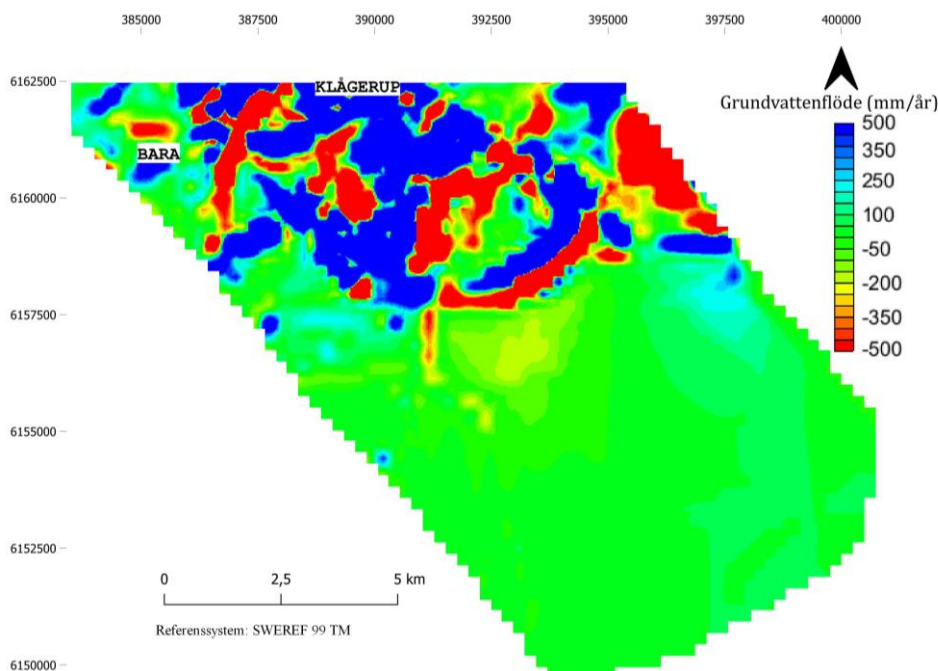 385000 387500 390000 392500 395000 397500 400000
6162500
KLÅGERUP
Grundvattenflöde (mm/år)
500
350
BARA
250
6160000
100
-50
-200
-350
-500
6157500
6155000
6152500
0 2,5 5 km
Referenssystem: SWEREF 99 TM
6150000